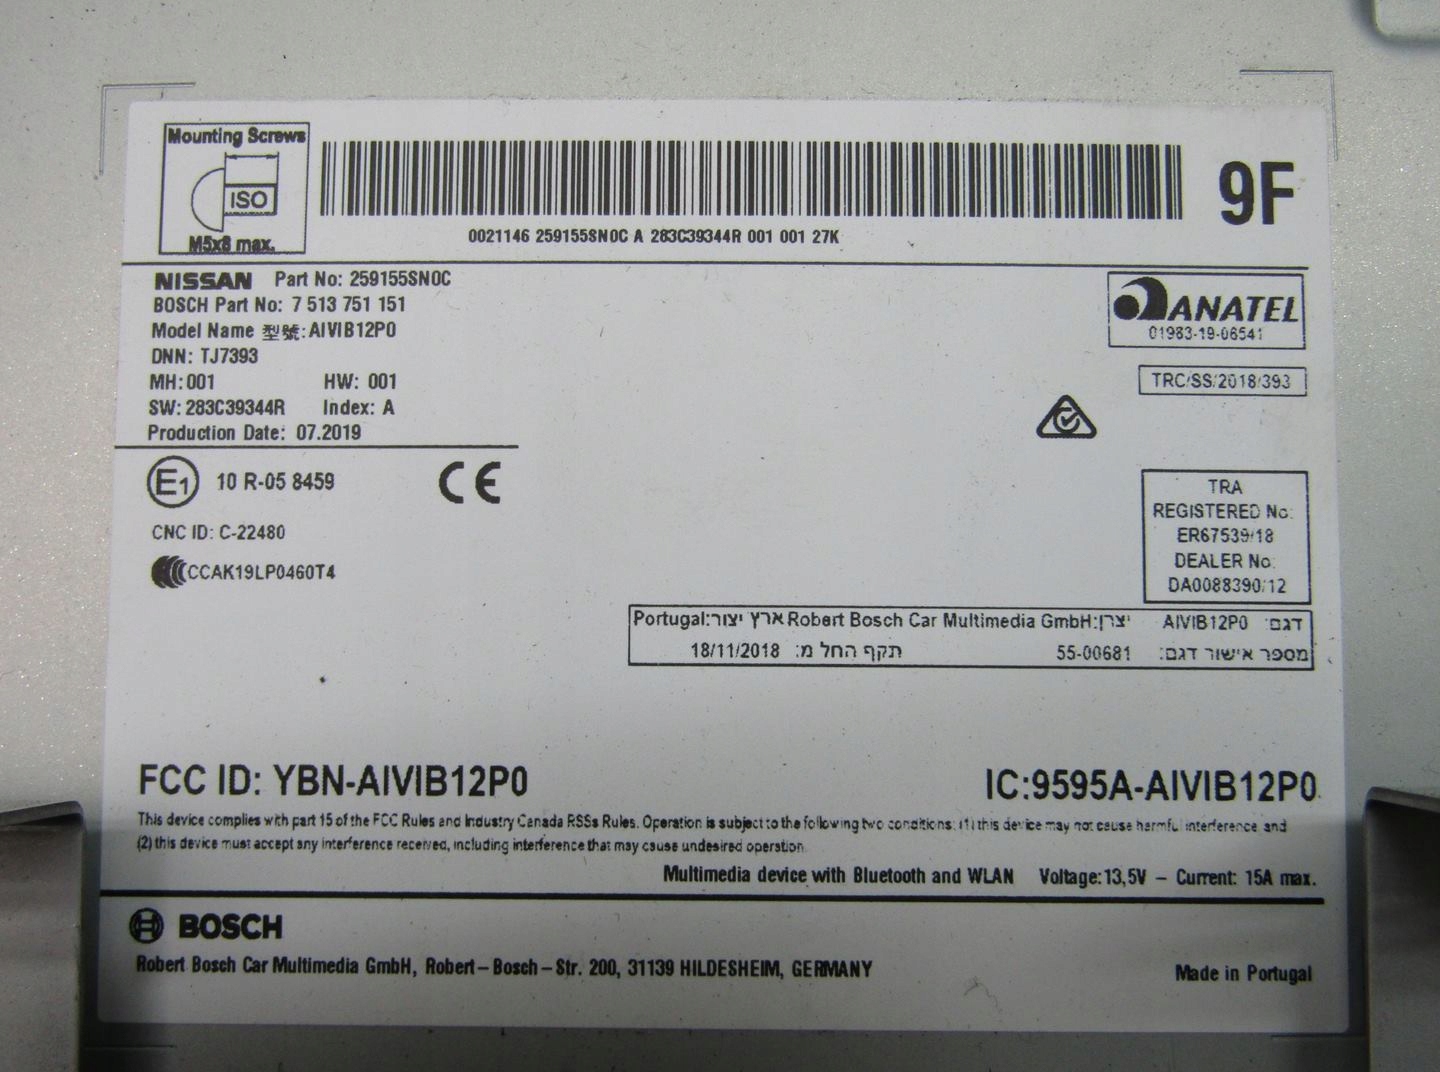 Mounting Screws
ISO
M5x8 max.
0021146 259155SN0C A 283C39344R 001 001 27K
9F
NISSAN Part No: 259155SN0C
BOSCH Part No: 7 513 751 151
Model Name 型號:AIVIB12P0
DNN: TJ7393
MH:001 HW: 001
SW:283C39344R Index: A
Production Date: 07.2019
ANATEL
01983-19-06541
TRC/SS/2018/393
E1 10 R-05 8459 CE
CNC ID: C-22480
CCAK19LP0460T4
TRA
REGISTERED No:
ER67539/18
DEALER No:
DA0088390/12
דגם: AIVIB12P0 יצרן:Robert Bosch Car Multimedia GmbH ארץ יצור:Portugal
מספר אישור דגם: 55-00681 תקף החל מ: 18/11/2018
FCC ID: YBN-AIVIB12P0 IC:9595A-AIVIB12P0
This device complies with part 15 of the FCC Rules and Industry Canada RSSs Rules. Operation is subject to the following two conditions: (1) this device may not cause harmful interference and
(2) this device must accept any interference received, including interference that may cause undesired operation
Multimedia device with Bluetooth and WLAN Voltage:13,5V – Current: 15A max.
BOSCH
Robert Bosch Car Multimedia GmbH, Robert–Bosch–Str. 200, 31139 HILDESHEIM, GERMANY Made in Portugal